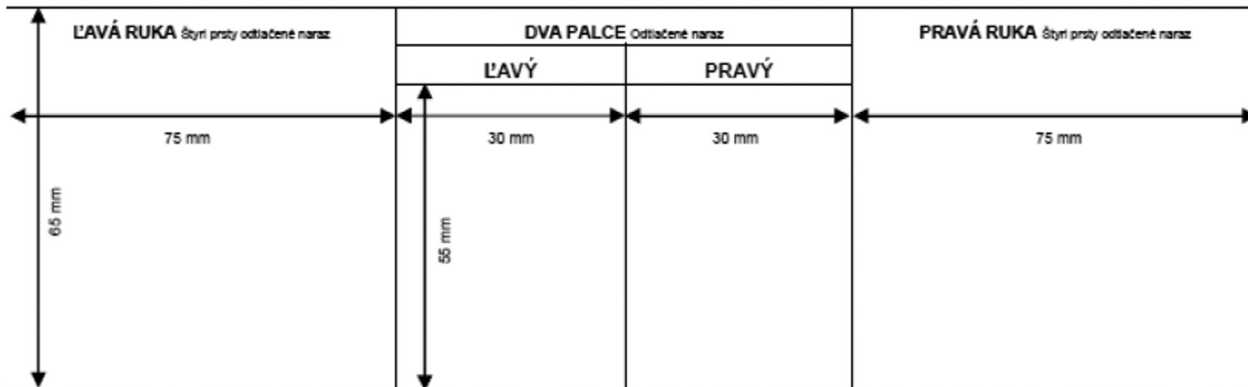 ĽAVÁ RUKA Štyri prsty odtlačené naraz
DVA PALCE Odtlačené naraz
PRAVÁ RUKA Štyri prsty odtlačené naraz
ĽAVÝ
PRAVÝ
75 mm
30 mm
30 mm
75 mm
65 mm
55 mm